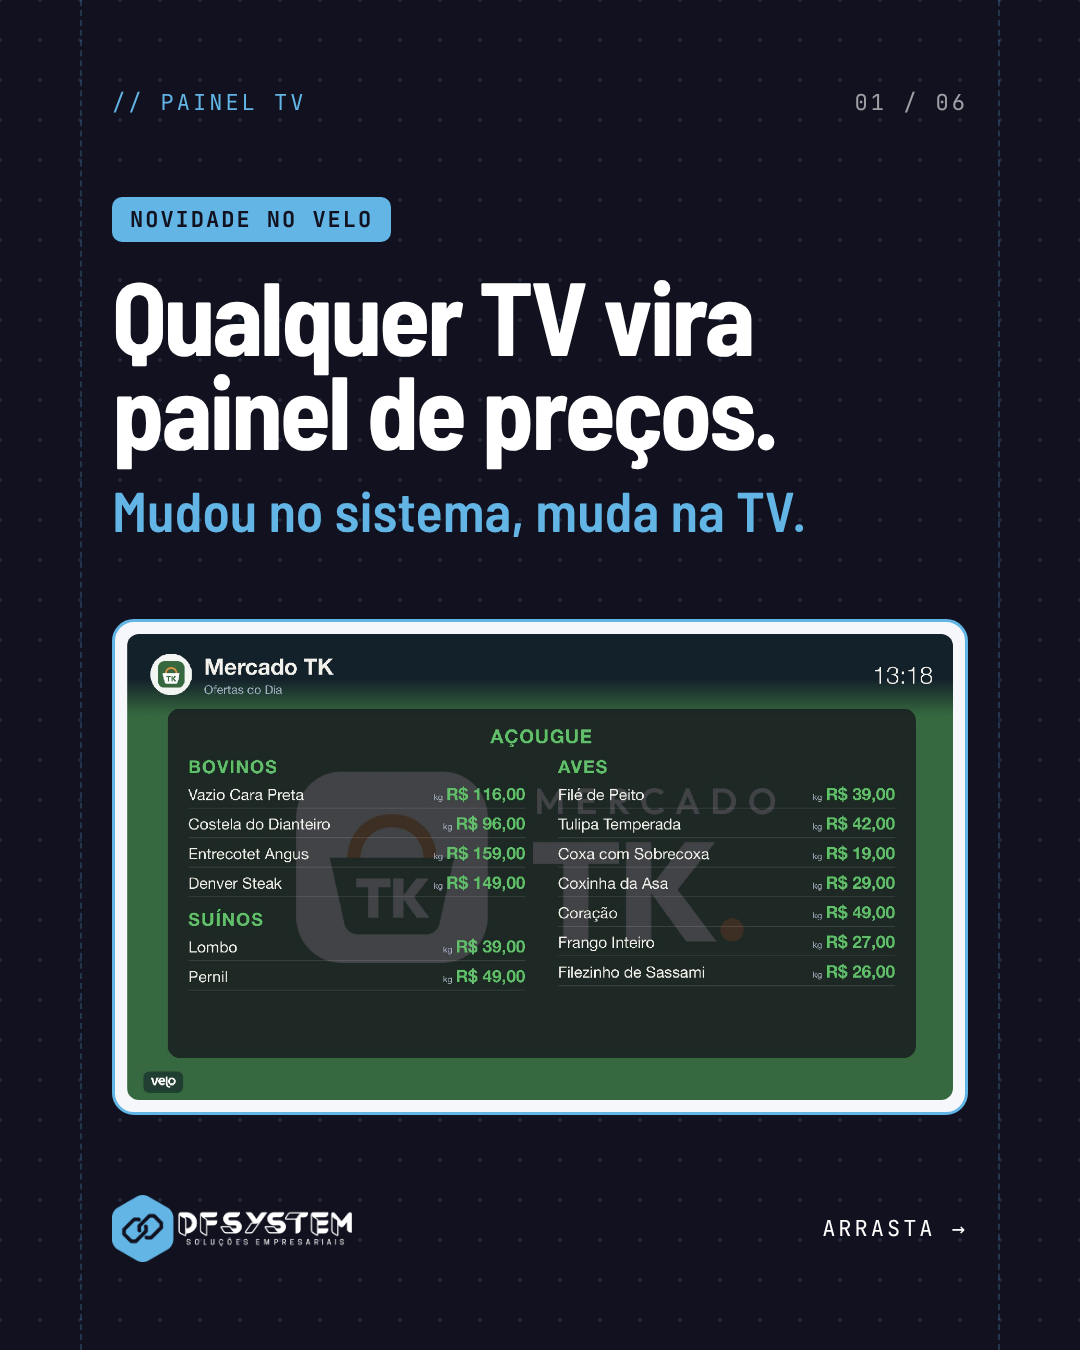 // PAINEL TV
01 / 06
NOVIDADE NO VELO
Qualquer TV vira
painel de preços.
Mudou no sistema, muda na TV.
Mercado TK
Ofertas do Dia
13:18
TK
AÇOUGUE
BOVINOS
Vazio Cara Preta kg R$ 116,00
Costela do Dianteiro kg R$ 96,00
Entrecotet Angus kg R$ 159,00
Denver Steak kg R$ 149,00
SUÍNOS
Lombo kg R$ 39,00
Pernil kg R$ 49,00
AVES
Filé de Peito kg R$ 39,00
Tulipa Temperada kg R$ 42,00
Coxa com Sobrecoxa kg R$ 19,00
Coxinha da Asa kg R$ 29,00
Coração kg R$ 49,00
Frango Inteiro kg R$ 27,00
Filezinho de Sassami kg R$ 26,00
TK
MERCADO
TK.
velo
DFSYSTEM
SOLUÇÕES EMPRESARIAIS
ARRASTA →